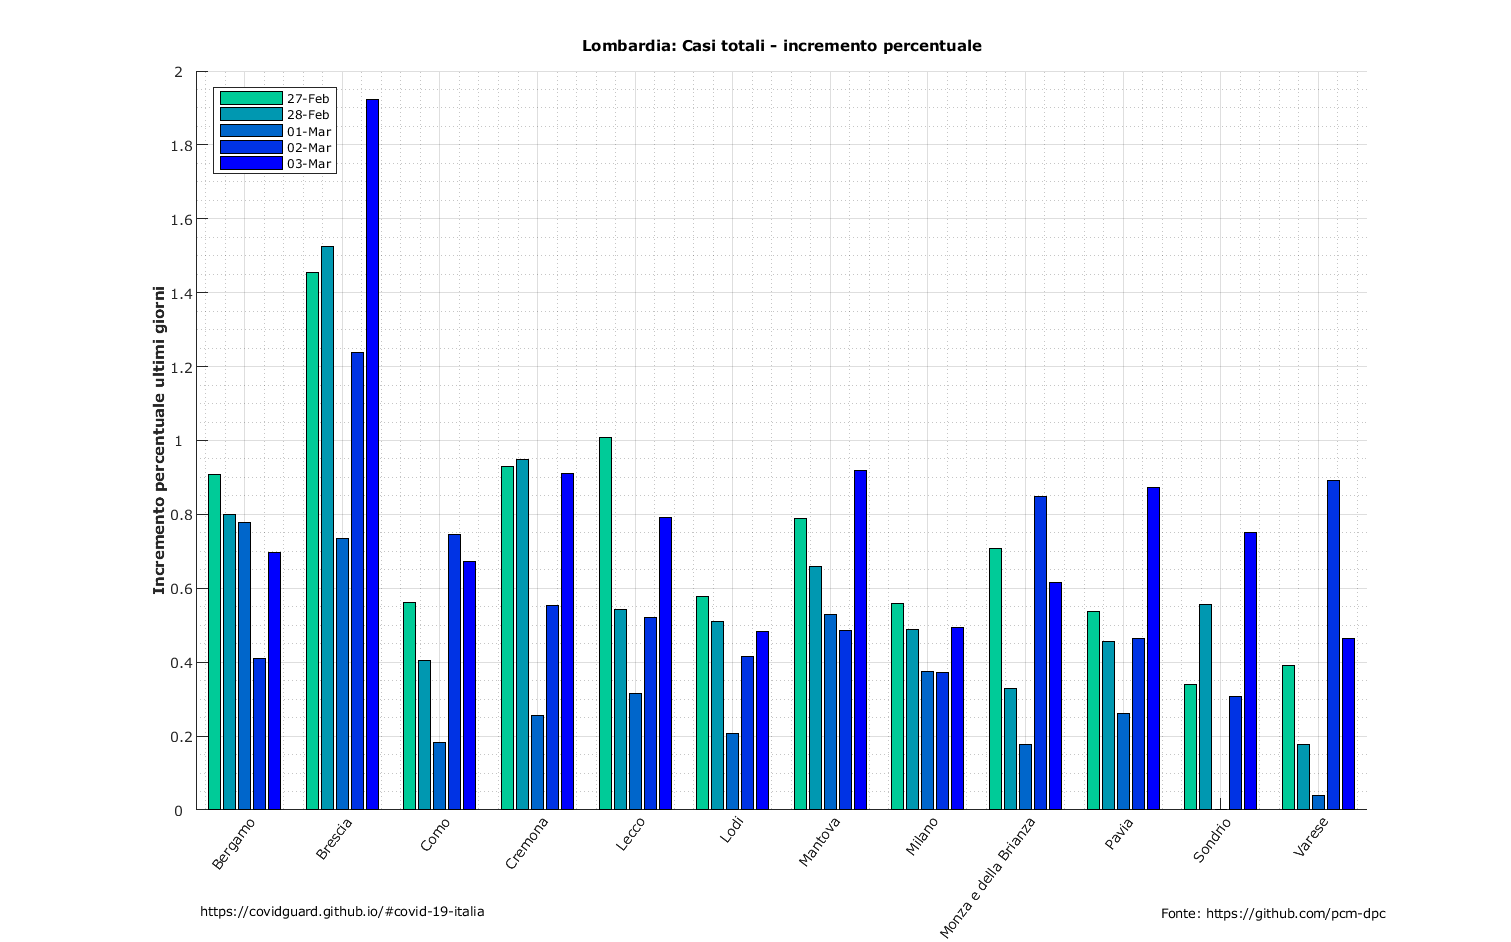 Lombardia: Casi totali - incremento percentuale
27-Feb
28-Feb
01-Mar
02-Mar
03-Mar
Incremento percentuale ultimi giorni
2
1.8
1.6
1.4
1.2
1
0.8
0.6
0.4
0.2
0
Bergamo
Brescia
Como
Cremona
Lecco
Lodi
Mantova
Milano
Monza e della Brianza
Pavia
Sondrio
Varese
https://covidguard.github.io/#covid-19-italia
Fonte: https://github.com/pcm-dpc